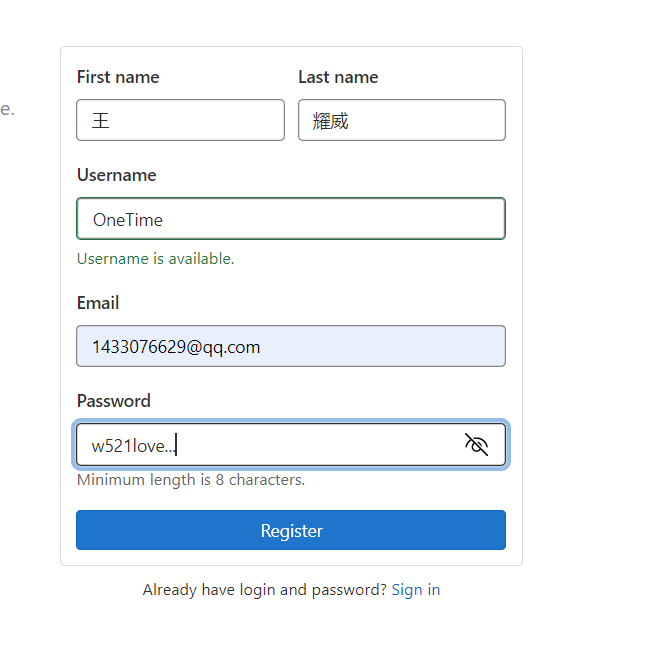 e.
First name Last name
王 耀威
Username
OneTime
Username is available.
Email
1433076629@qq.com
Password
w521love...
Minimum length is 8 characters.
Register
Already have login and password? Sign in